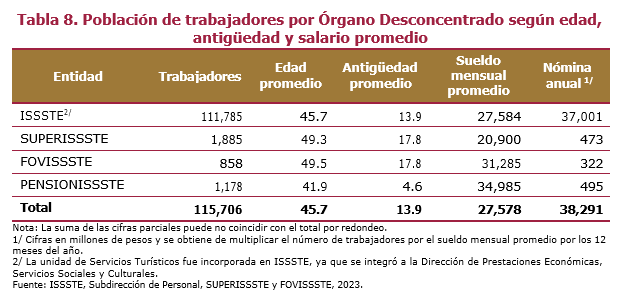 Tabla 8. Población de trabajadores por Órgano Desconcentrado según edad,
antigüedad y salario promedio
Entidad Trabajadores Edad promedio Antigüedad promedio Sueldo mensual promedio Nómina anual 1/
ISSSTE2/ 111,785 45.7 13.9 27,584 37,001
SUPERISSSTE 1,885 49.3 17.8 20,900 473
FOVISSSTE 858 49.5 17.8 31,285 322
PENSIONISSSTE 1,178 41.9 4.6 34,985 495
Total 115,706 45.7 13.9 27,578 38,291
Nota: La suma de las cifras parciales puede no coincidir con el total por redondeo.
1/ Cifras en millones de pesos y se obtiene de multiplicar el número de trabajadores por el sueldo mensual promedio por los 12
meses del año.
2/ La unidad de Servicios Turísticos fue incorporada en ISSSTE, ya que se integró a la Dirección de Prestaciones Económicas,
Servicios Sociales y Culturales.
Fuente: ISSSTE, Subdirección de Personal, SUPERISSSTE y FOVISSSTE, 2023.